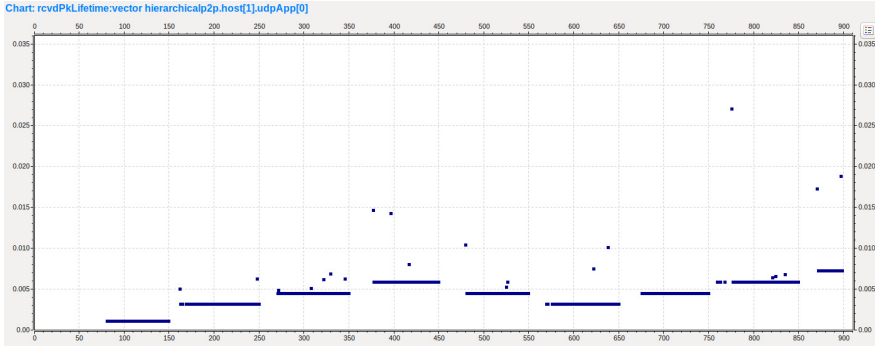 Chart: rcvdPkLifetime:vector hierarchicalp2p.host[1].udpApp[0]
0 50 100 150 200 250 300 350 400 450 500 550 600 650 700 750 800 850 900
0.035 0.035
0.030 0.030
0.025 0.025
0.020 0.020
0.015 0.015
0.010 0.010
0.005 0.005
0.00 0.00
0 50 100 150 200 250 300 350 400 450 500 550 600 650 700 750 800 850 900